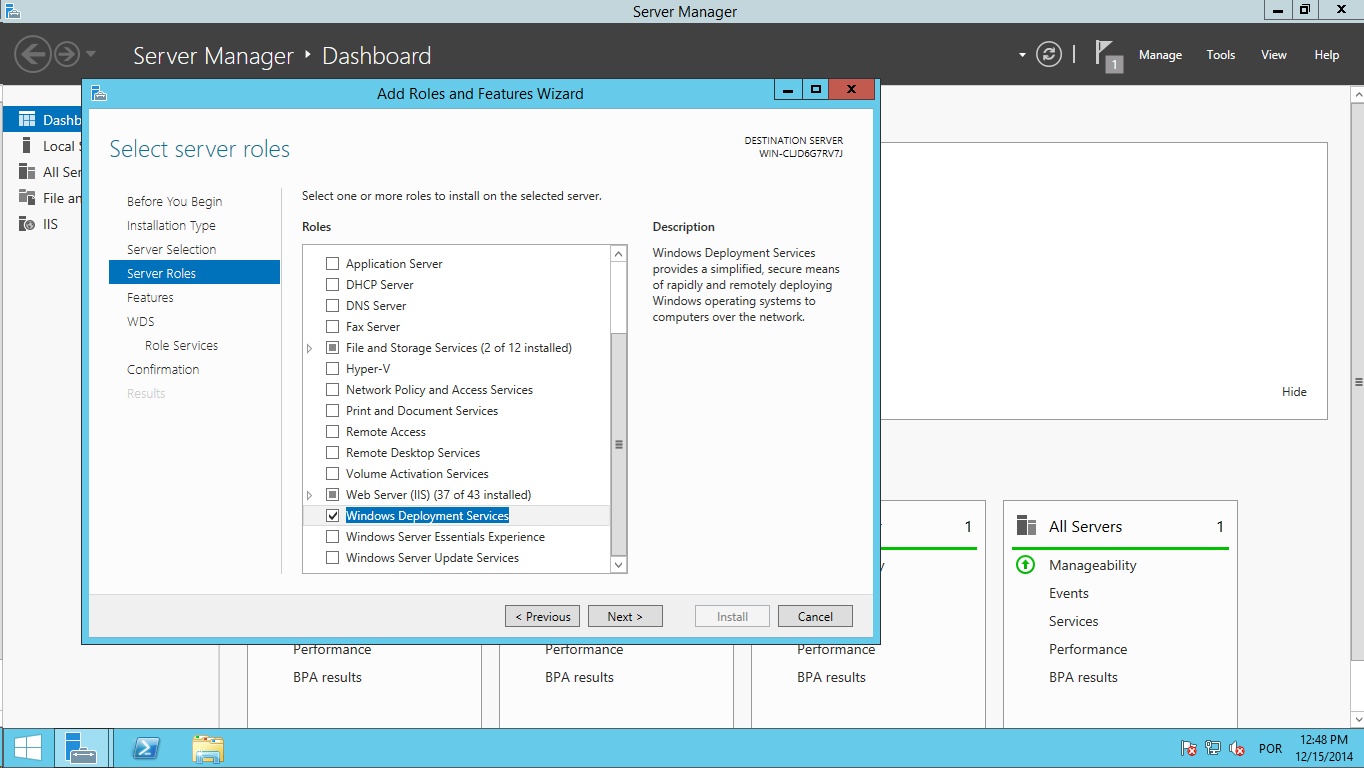 Server Manager
Server Manager ‣ Dashboard
1
Manage
Tools
View
Help
Dashb
Local S
All Ser
File an
IIS
Add Roles and Features Wizard
Select server roles
DESTINATION SERVER
WIN-CLJD6G7RV7J
Before You Begin
Installation Type
Server Selection
Server Roles
Features
WDS
Role Services
Confirmation
Results
Select one or more roles to install on the selected server.
Roles
Application Server
DHCP Server
DNS Server
Fax Server
File and Storage Services (2 of 12 installed)
Hyper-V
Network Policy and Access Services
Print and Document Services
Remote Access
Remote Desktop Services
Volume Activation Services
Web Server (IIS) (37 of 43 installed)
Windows Deployment Services
Windows Server Essentials Experience
Windows Server Update Services
Description
Windows Deployment Services
provides a simplified, secure means
of rapidly and remotely deploying
Windows operating systems to
computers over the network.
< Previous
Next >
Install
Cancel
Hide
Performance
BPA results
Performance
BPA results
1
Performance
BPA results
All Servers
1
Manageability
Events
Services
Performance
BPA results
POR
12:48 PM
12/15/2014